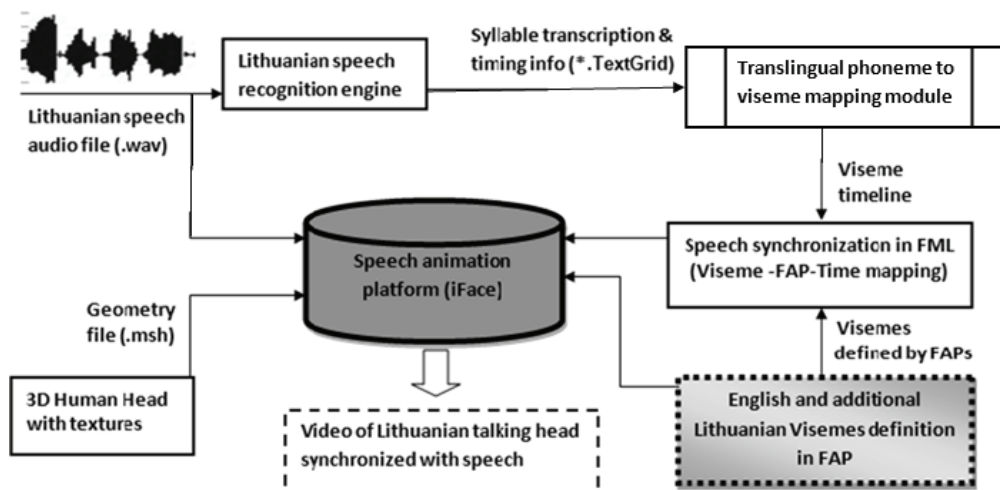 Lithuanian speech
recognition engine
Syllable transcription &
timing info (*.TextGrid)
Translingual phoneme to
viseme mapping module
Lithuanian speech
audio file (.wav)
Viseme
timeline
Speech animation
platform (iFace)
Speech synchronization in FML
(Viseme -FAP-Time mapping)
Geometry
file (.msh)
Visemes
defined by FAPs
3D Human Head
with textures
Video of Lithuanian talking head
synchronized with speech
English and additional
Lithuanian Visemes definition
in FAP